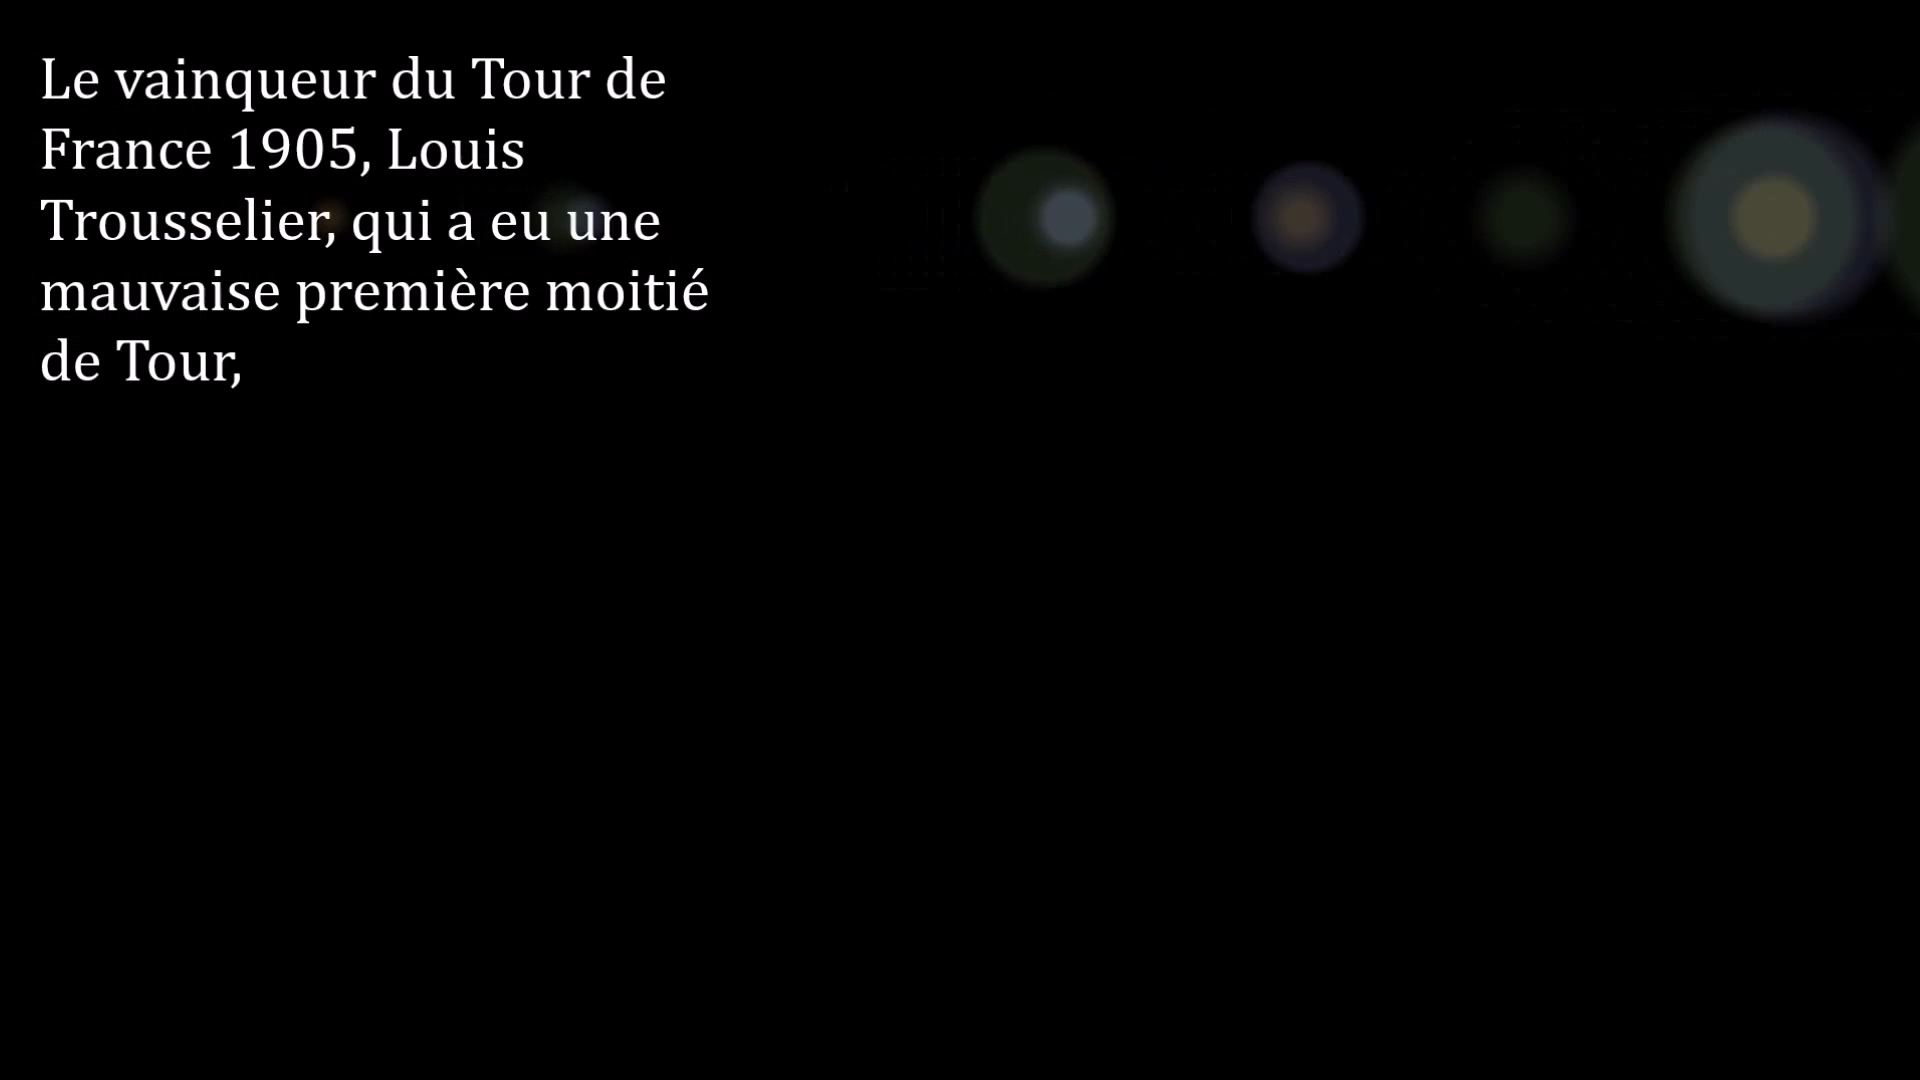 Le vainqueur du Tour de
France 1905, Louis
Trousselier, qui a eu une
mauvaise première moitié
de Tour,